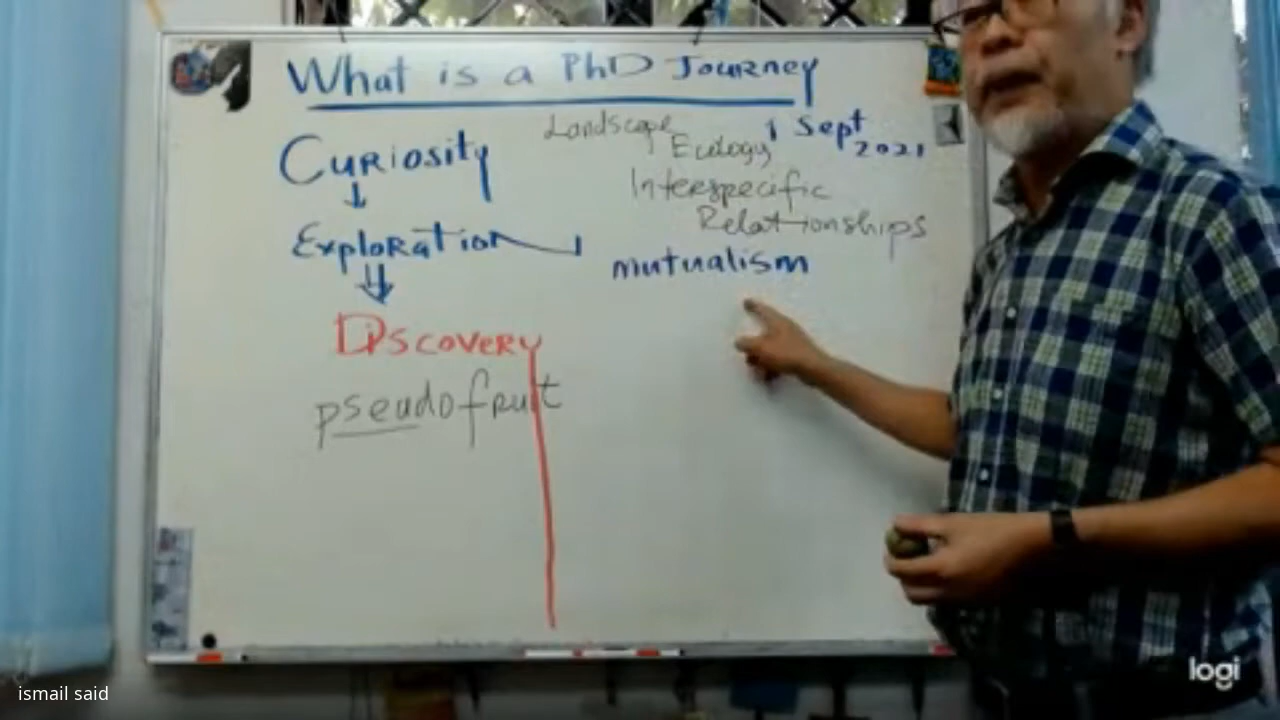 What is a PhD Journey
1 Sept
2021
Curiosity
Exploration
Discovery
pseudofruit
Landscape
Ecology
Interspecific
Relationships
mutualism
logi
ismail said